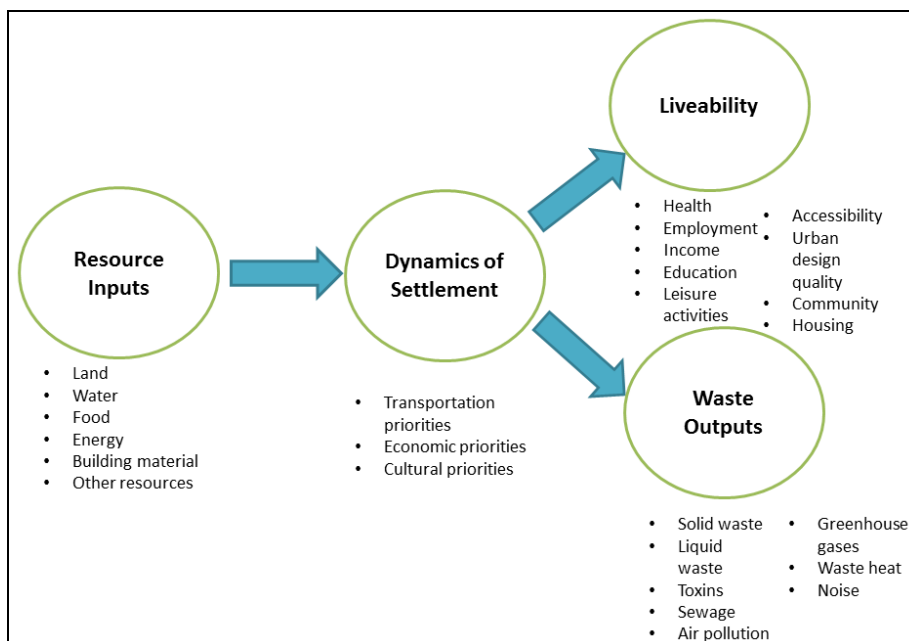 Resource
Inputs
• Land
• Water
• Food
• Energy
• Building material
• Other resources
Dynamics of
Settlement
• Transportation
priorities
• Economic priorities
• Cultural priorities
Liveability
• Health
• Employment
• Income
• Education
• Leisure
activities
• Accessibility
• Urban
design
quality
• Community
• Housing
Waste
Outputs
• Solid waste
• Liquid
waste
• Toxins
• Sewage
• Air pollution
• Greenhouse
gases
• Waste heat
• Noise